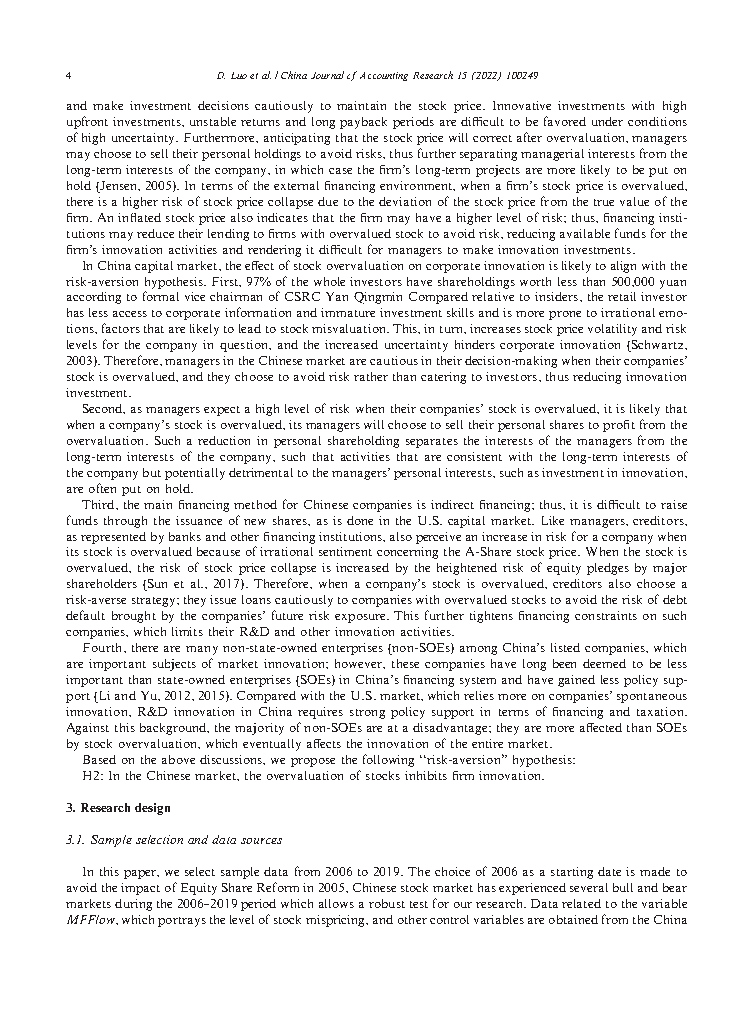 4
D. Luo et al. / China Journal of Accounting Research 15 (2022) 100249
and make investment decisions cautiously to maintain the stock price. Innovative investments with high
upfront investments, unstable returns and long payback periods are difficult to be favored under conditions
of high uncertainty. Furthermore, anticipating that the stock price will correct after overvaluation, managers
may choose to sell their personal holdings to avoid risks, thus further separating managerial interests from the
long-term interests of the company, in which case the firm's long-term projects are more likely to be put on
hold (Jensen, 2005). In terms of the external financing environment, when a firm's stock price is overvalued,
there is a higher risk of stock price collapse due to the deviation of the stock price from the true value of the
firm. An inflated stock price also indicates that the firm may have a higher level of risk; thus, financing insti-
tutions may reduce their lending to firms with overvalued stock to avoid risk, reducing available funds for the
firm's innovation activities and rendering it difficult for managers to make innovation investments.
In China capital market, the effect of stock overvaluation on corporate innovation is likely to align with the
risk-aversion hypothesis. First, 97% of the whole investors have shareholdings worth less than 500,000 yuan
according to formal vice chairman of CSRC Yan Qingmin Compared relative to insiders, the retail investor
has less access to corporate information and immature investment skills and is more prone to irrational emo-
tions, factors that are likely to lead to stock misvaluation. This, in turn, increases stock price volatility and risk
levels for the company in question, and the increased uncertainty hinders corporate innovation (Schwartz,
2003). Therefore, managers in the Chinese market are cautious in their decision-making when their companies'
stock is overvalued, and they choose to avoid risk rather than catering to investors, thus reducing innovation
investment.
Second, as managers expect a high level of risk when their companies' stock is overvalued, it is likely that
when a company's stock is overvalued, its managers will choose to sell their personal shares to profit from the
overvaluation. Such a reduction in personal shareholding separates the interests of the managers from the
long-term interests of the company, such that activities that are consistent with the long-term interests of
the company but potentially detrimental to the managers' personal interests, such as investment in innovation,
are often put on hold.
Third, the main financing method for Chinese companies is indirect financing; thus, it is difficult to raise
funds through the issuance of new shares, as is done in the U.S. capital market. Like managers, creditors,
as represented by banks and other financing institutions, also perceive an increase in risk for a company when
its stock is overvalued because of irrational sentiment concerning the A-Share stock price. When the stock is
overvalued, the risk of stock price collapse is increased by the heightened risk of equity pledges by major
shareholders (Sun et al., 2017). Therefore, when a company's stock is overvalued, creditors also choose a
risk-averse strategy; they issue loans cautiously to companies with overvalued stocks to avoid the risk of debt
default brought by the companies' future risk exposure. This further tightens financing constraints on such
companies, which limits their R&D and other innovation activities.
Fourth, there are many non-state-owned enterprises (non-SOEs) among China's listed companies, which
are important subjects of market innovation; however, these companies have long been deemed to be less
important than state-owned enterprises (SOEs) in China's financing system and have gained less policy sup-
port (Li and Yu, 2012, 2015). Compared with the U.S. market, which relies more on companies' spontaneous
innovation, R&D innovation in China requires strong policy support in terms of financing and taxation.
Against this background, the majority of non-SOEs are at a disadvantage; they are more affected than SOEs
by stock overvaluation, which eventually affects the innovation of the entire market.
Based on the above discussions, we propose the following "risk-aversion" hypothesis:
H2: In the Chinese market, the overvaluation of stocks inhibits firm innovation.
3. Research design
3.1. Sample selection and data sources
In this paper, we select sample data from 2006 to 2019. The choice of 2006 as a starting date is made to
avoid the impact of Equity Share Reform in 2005, Chinese stock market has experienced several bull and bear
markets during the 2006–2019 period which allows a robust test for our research. Data related to the variable
MFFlow, which portrays the level of stock mispricing, and other control variables are obtained from the China